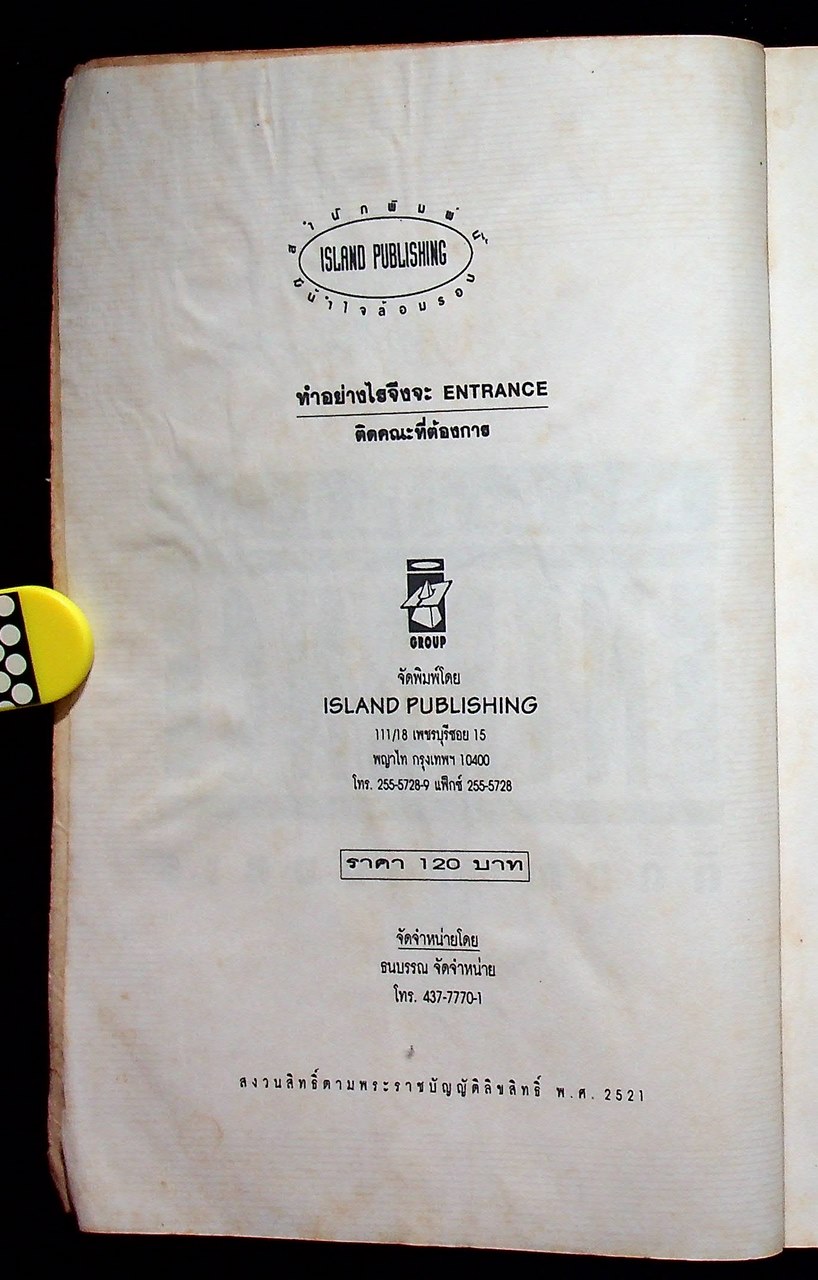 สำนักพิมพ์นี้
ISLAND PUBLISHING
มีน้ำใจล้อมรอบ
ทำอย่างไรจึงจะ ENTRANCE
ติดคณะที่ต้องการ
GROUP
จัดพิมพ์โดย
ISLAND PUBLISHING
111/18 เพชรบุรีซอย 15
พญาไท กรุงเทพฯ 10400
โทร. 255-5728-9 แฟ็กซ์ 255-5728
ราคา 120 บาท
จัดจำหน่ายโดย
ธนบรรณ จัดจำหน่าย
โทร. 437-7770-1
สงวนสิทธิ์ตามพระราชบัญญัติลิขสิทธิ์ พ.ศ. 2521